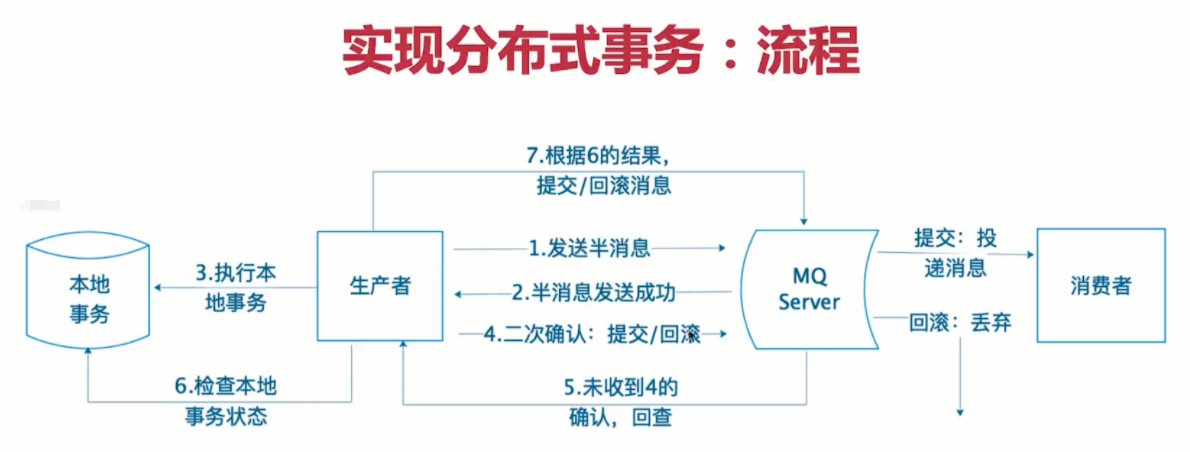 实现分布式事务：流程
7.根据6的结果，
提交/回滚消息
本地
事务
3.执行本
地事务
生产者
1.发送半消息
2.半消息发送成功
4.二次确认：提交/回滚
MQ
Server
提交：投
递消息
回滚：丢弃
消费者
6.检查本地
事务状态
5.未收到4的
确认，回查